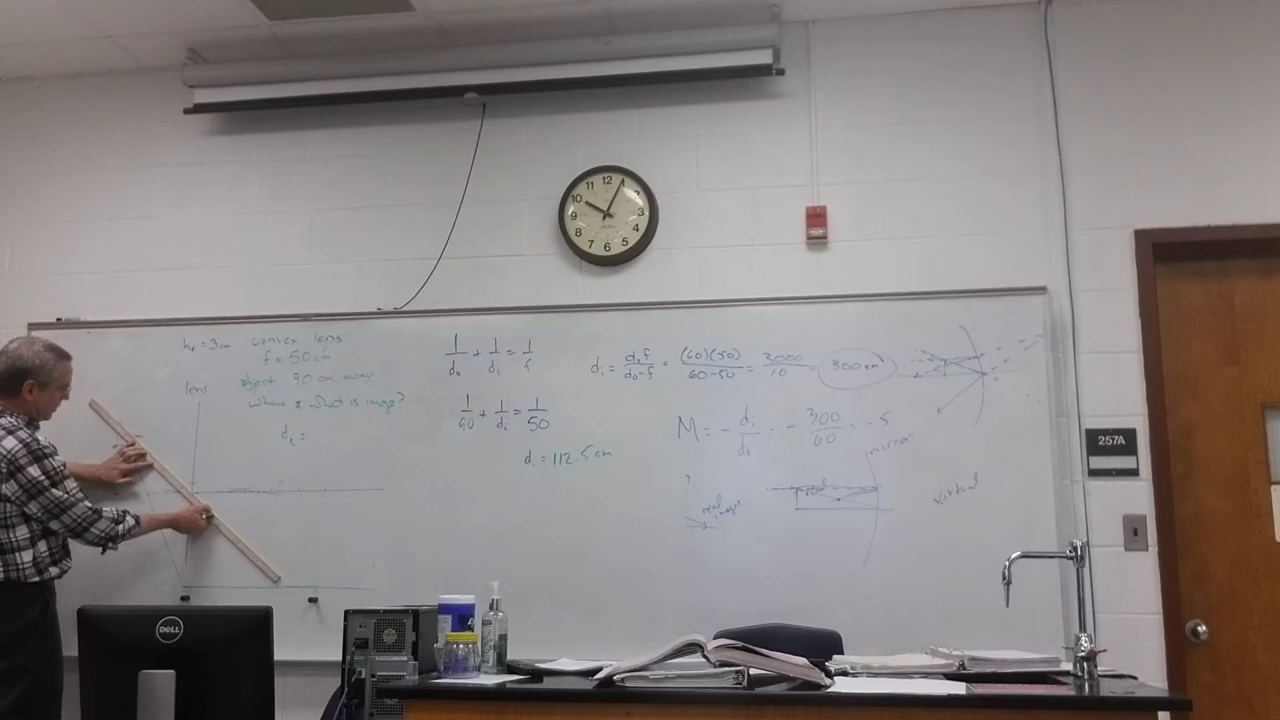 12
11
10
9
8
7
6
5
4
3
2
h₀ = 3cm convex lens
f = 50 cm
object 90 cm away
where & what is image?
dᵢ =
lens
1/d₀ + 1/dᵢ = 1/f
1/90 + 1/dᵢ = 1/50
dᵢ = 112.5 cm
dᵢ = d₀f/d₀-f = (60)(50)/60-50 = 3000/10 = 300 cm
M = - dᵢ/d₀ = - 300/60 = -5
mirror
real
image
real
virtual
257A
DELL